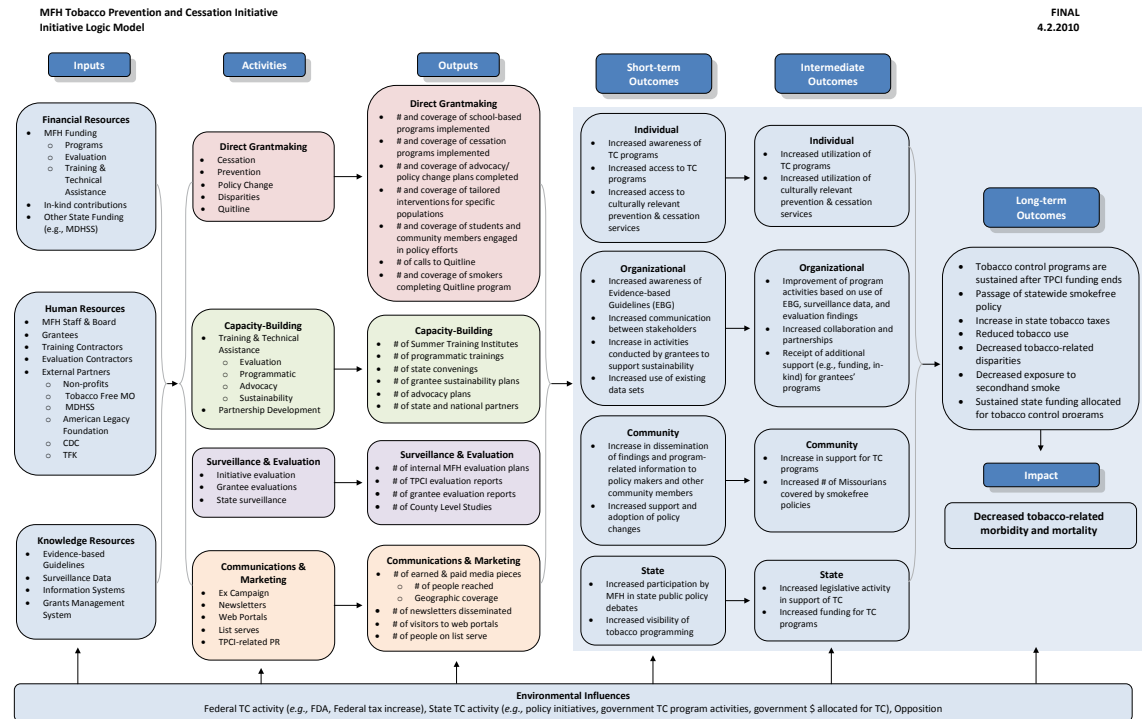 MFH Tobacco Prevention and Cessation Initiative
Initiative Logic Model
FINAL
4.2.2010
Inputs
Financial Resources
• MFH Funding
o Programs
o Evaluation
o Training &
Technical
Assistance
• In-kind contributions
• Other State Funding
(e.g., MDHSS)
Human Resources
• MFH Staff & Board
• Grantees
• Training Contractors
• Evaluation Contractors
• External Partners
o Non-profits
o Tobacco Free MO
o MDHSS
o American Legacy
Foundation
o CDC
o TFK
Knowledge Resources
• Evidence-based
Guidelines
• Surveillance Data
• Information Systems
• Grants Management
System
Activities
Direct Grantmaking
• Cessation
• Prevention
• Policy Change
• Disparities
• Quitline
Capacity-Building
• Training & Technical
Assistance
o Evaluation
o Programmatic
o Advocacy
o Sustainability
• Partnership Development
Surveillance & Evaluation
• Initiative evaluation
• Grantee evaluations
• State surveillance
Communications &
Marketing
• Ex Campaign
• Newsletters
• Web Portals
• List serves
• TPCI-related PR
Outputs
Direct Grantmaking
• # and coverage of school-based
programs implemented
• # and coverage of cessation
programs implemented
• # and coverage of advocacy/
policy change plans completed
• # and coverage of tailored
interventions for specific
populations
• # and coverage of students and
community members engaged
in policy efforts
• # of calls to Quitline
• # and coverage of smokers
completing Quitline program
Capacity-Building
• # of Summer Training Institutes
• # of programmatic trainings
• # of state convenings
• # of grantee sustainability plans
• # of advocacy plans
• # of state and national partners
Surveillance & Evaluation
• # of internal MFH evaluation plans
• # of TPCI evaluation reports
• # of grantee evaluation reports
• # of County Level Studies
Communications & Marketing
• # of earned & paid media pieces
o # of people reached
o Geographic coverage
• # of newsletters disseminated
• # of visitors to web portals
• # of people on list serve
Short-term
Outcomes
Individual
• Increased awareness of
TC programs
• Increased access to TC
programs
• Increased access to
culturally relevant
prevention & cessation
services
Organizational
• Increased awareness of
Evidence-based
Guidelines (EBG)
• Increased communication
between stakeholders
• Increase in activities
conducted by grantees to
support sustainability
• Increased use of existing
data sets
Community
• Increase in dissemination
of findings and program-
related information to
policy makers and other
community members
• Increased support and
adoption of policy
changes
State
• Increased participation by
MFH in state public policy
debates
• Increased visibility of
tobacco programming
Intermediate
Outcomes
Individual
• Increased utilization of
TC programs
• Increased utilization of
culturally relevant
prevention & cessation
services
Organizational
• Improvement of program
activities based on use of
EBG, surveillance data, and
evaluation findings
• Increased collaboration and
partnerships
• Receipt of additional
support (e.g., funding, in-
kind) for grantees' programs
Community
• Increase in support for TC
programs
• Increased # of Missourians
covered by smokefree
policies
State
• Increased legislative activity
in support of TC
• Increased funding for TC
programs
Long-term
Outcomes
• Tobacco control programs are
sustained after TPCI funding ends
• Passage of statewide smokefree
policy
• Increase in state tobacco taxes
• Reduced tobacco use
• Decreased tobacco-related
disparities
• Decreased exposure to
secondhand smoke
• Sustained state funding allocated
for tobacco control programs
Impact
Decreased tobacco-related
morbidity and mortality
Environmental Influences
Federal TC activity (e.g., FDA, Federal tax increase), State TC activity (e.g., policy initiatives, government TC program activities, government $ allocated for TC), Opposition